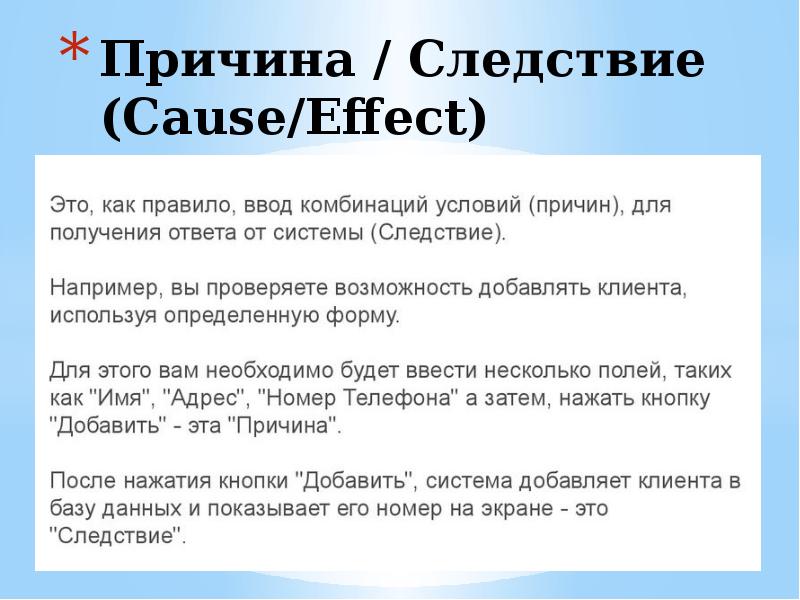 * Причина / Следствие
(Cause/Effect)
Это, как правило, ввод комбинаций условий (причин), для
получения ответа от системы (Следствие).
Например, вы проверяете возможность добавлять клиента,
используя определенную форму.
Для этого вам необходимо будет ввести несколько полей, таких
как "Имя", "Адрес", "Номер Телефона" а затем, нажать кнопку
"Добавить" - эта "Причина".
После нажатия кнопки "Добавить", система добавляет клиента в
базу данных и показывает его номер на экране - это
"Следствие".